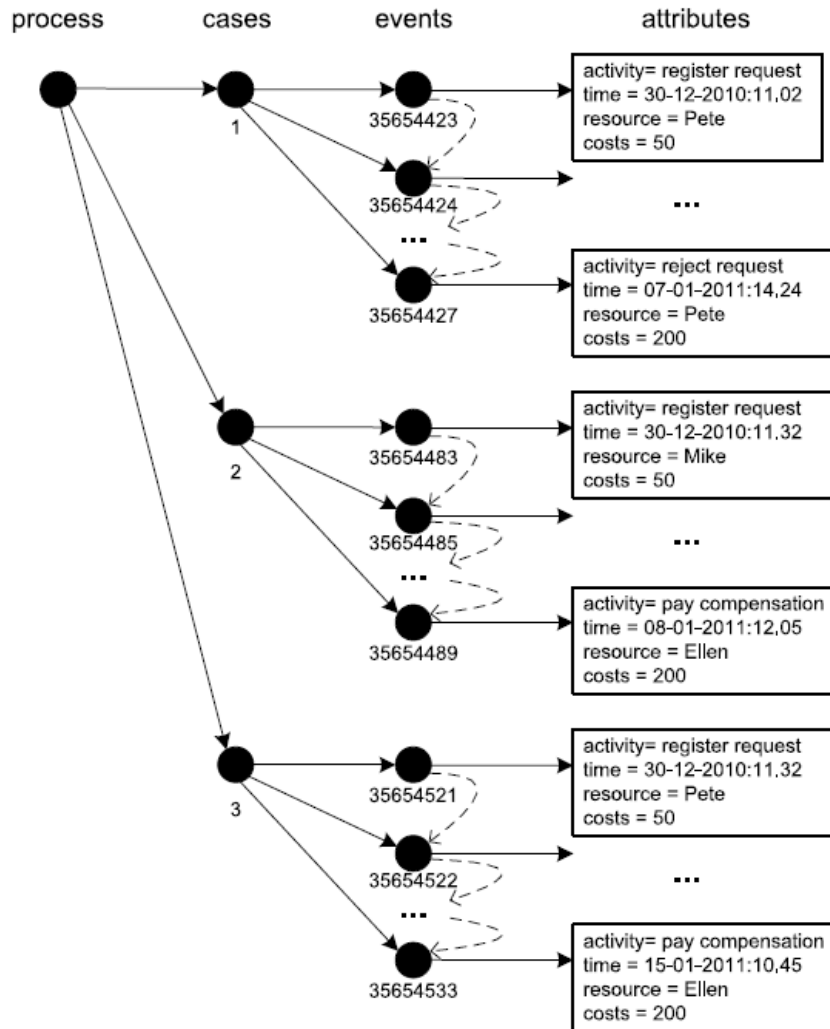 process cases events attributes
activity= register request
time = 30-12-2010:11.02
resource = Pete
costs = 50
35654423
1
35654424
...
...
activity= reject request
time = 07-01-2011:14.24
resource = Pete
costs = 200
35654427
activity= register request
time = 30-12-2010:11.32
resource = Mike
costs = 50
35654483
2
35654485
...
...
activity= pay compensation
time = 08-01-2011:12.05
resource = Ellen
costs = 200
35654489
activity= register request
time = 30-12-2010:11.32
resource = Pete
costs = 50
35654521
3
35654522
...
...
activity= pay compensation
time = 15-01-2011:10.45
resource = Ellen
costs = 200
35654533